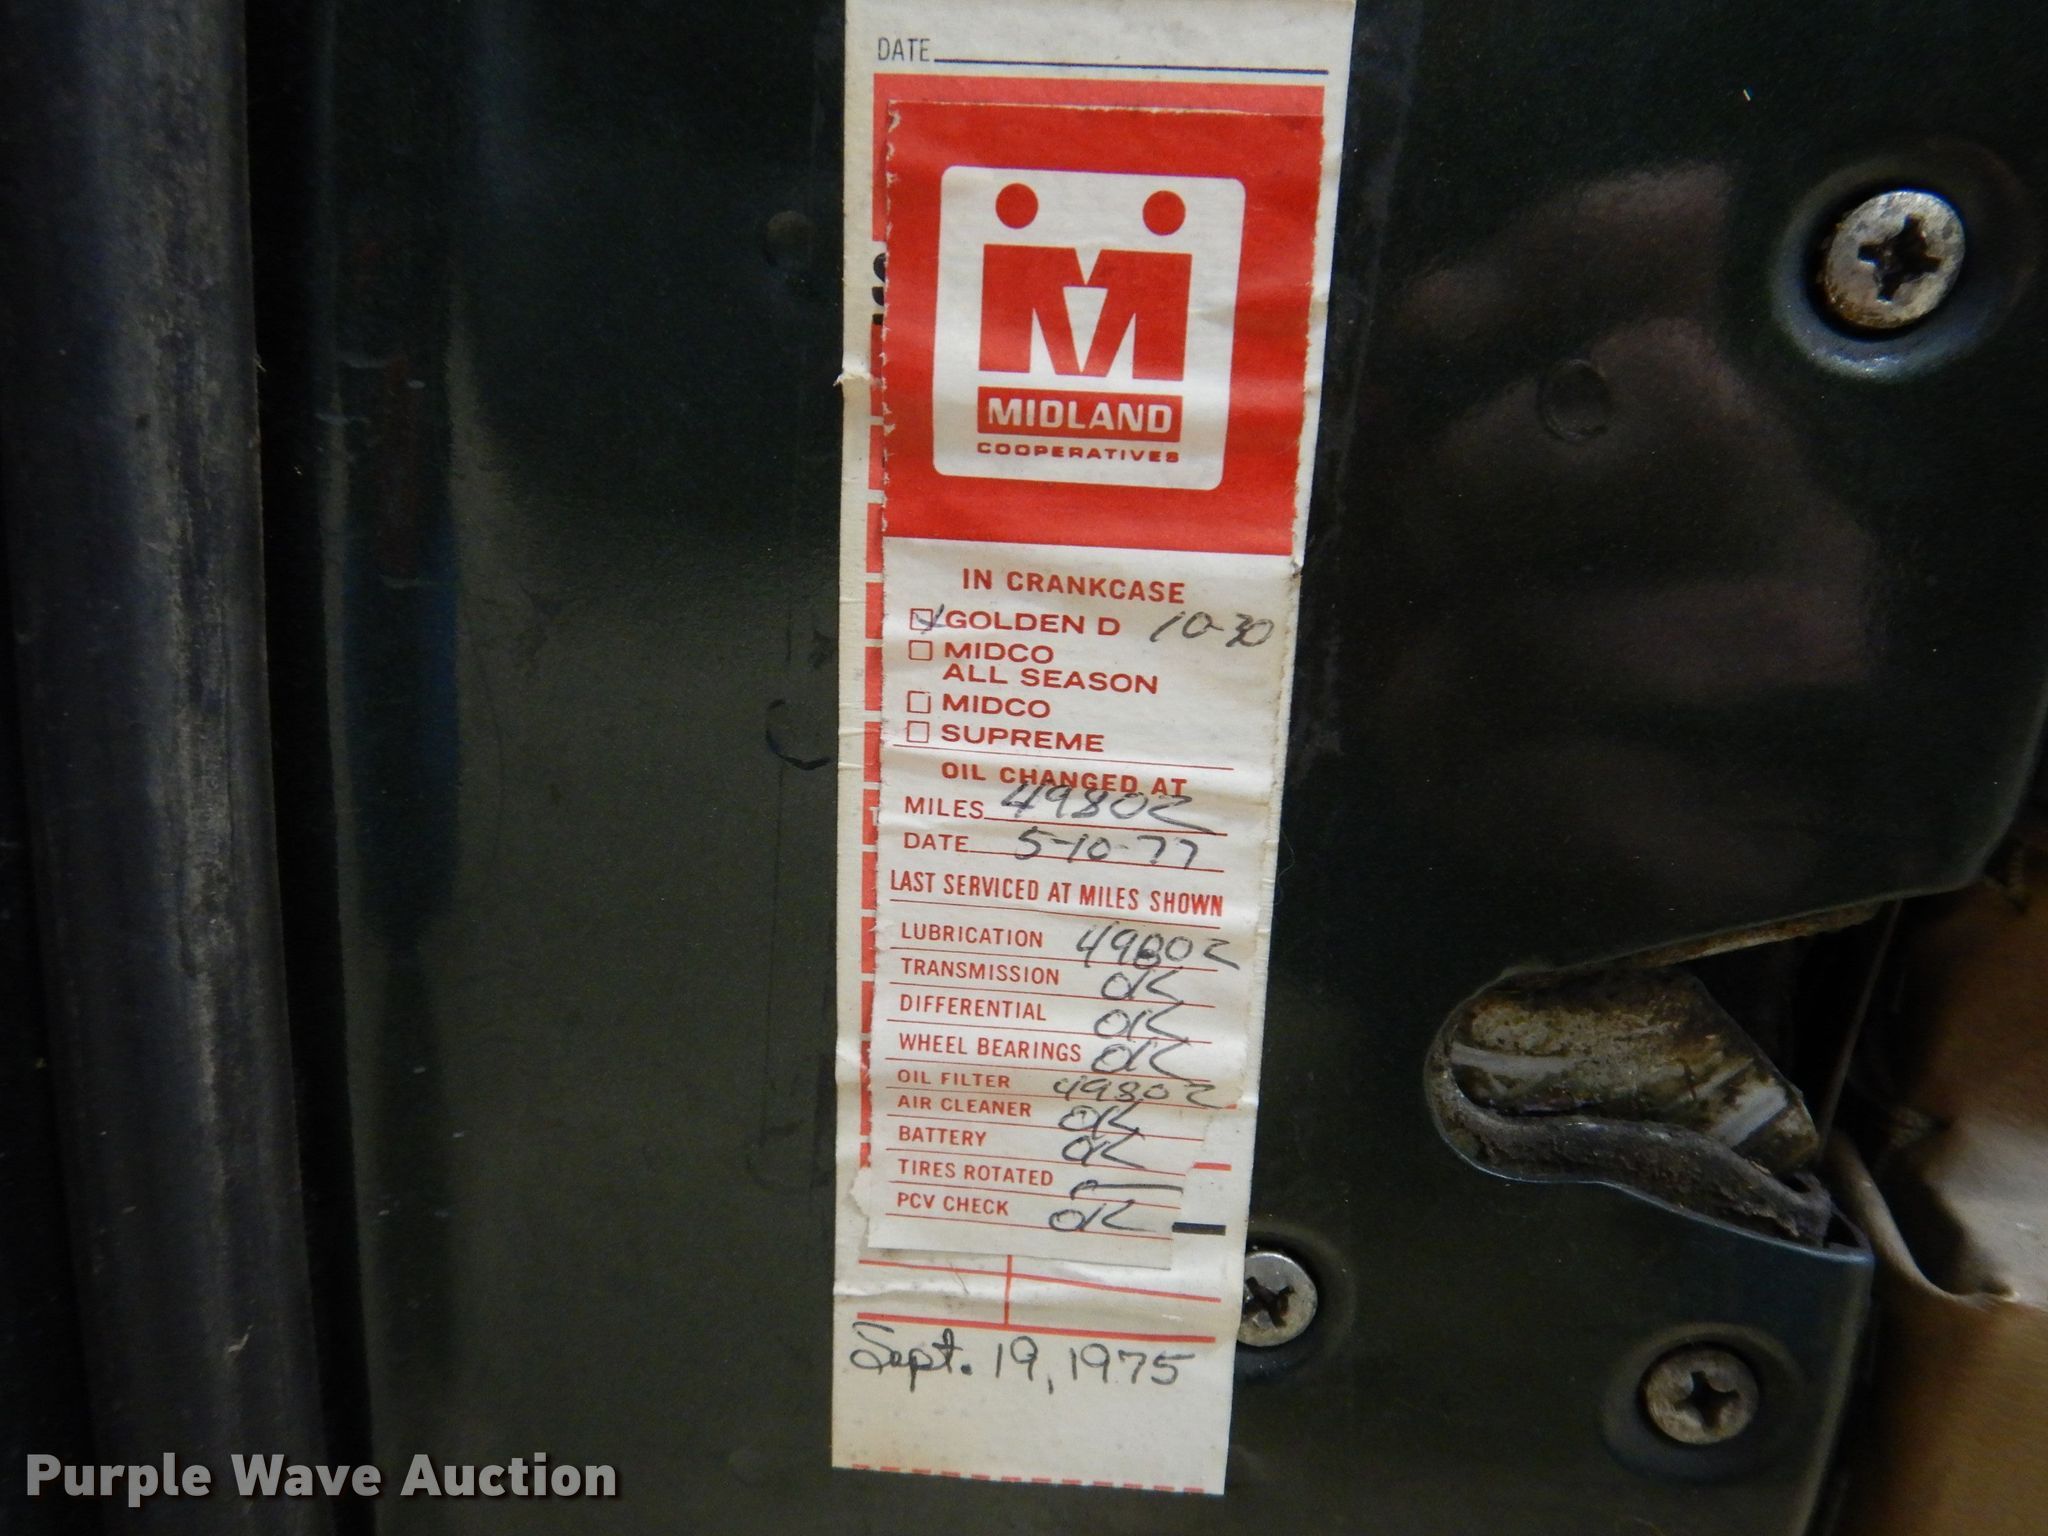 DATE
MIDLAND
COOPERATIVES
IN CRANKCASE
GOLDEN D 10-30
MIDCO
ALL SEASON
MIDCO
SUPREME
OIL CHANGED AT
MILES 49802
DATE 5-10-77
LAST SERVICED AT MILES SHOWN
LUBRICATION 49802
TRANSMISSION OK
DIFFERENTIAL OK
WHEEL BEARINGS OK
OIL FILTER 49802
AIR CLEANER OK
BATTERY OK
TIRES ROTATED —
PCV CHECK OK
Sept. 19, 1975
Purple Wave Auction